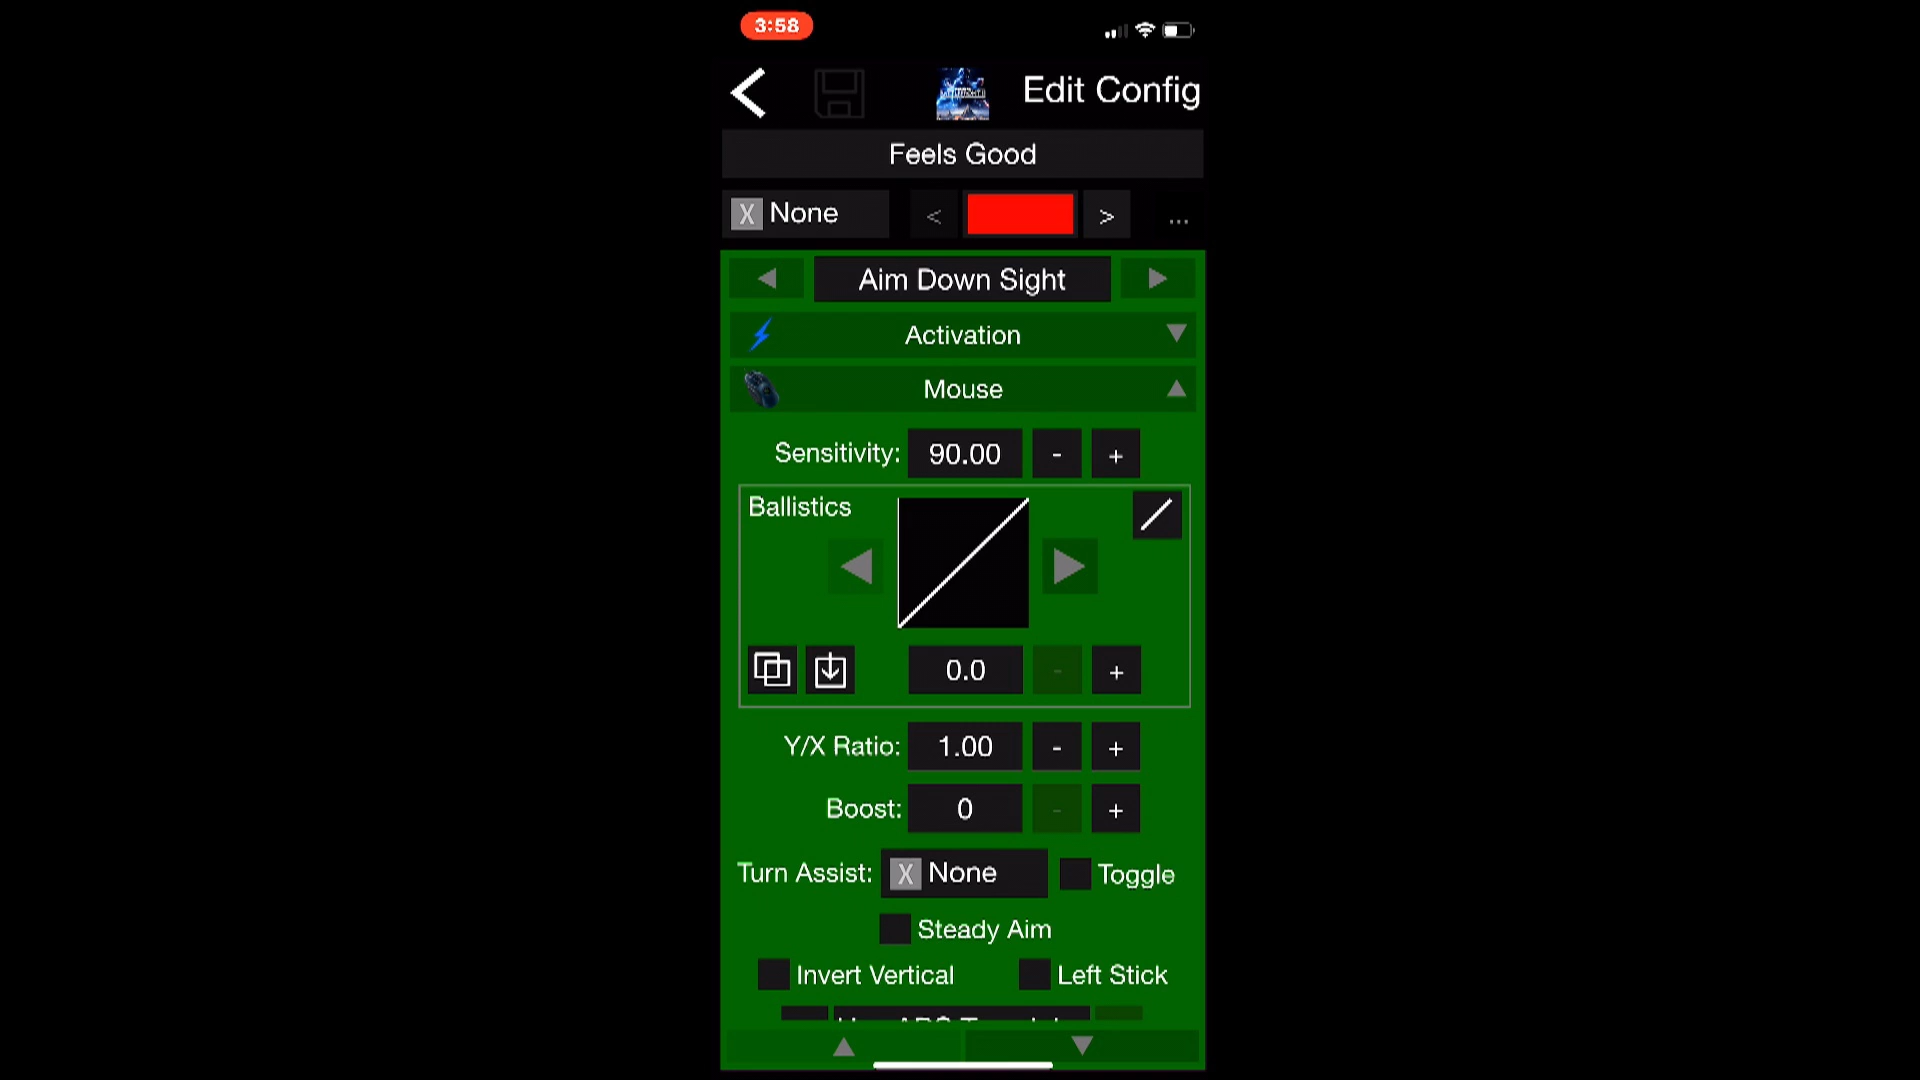 3:58
Edit Config
Feels Good
X None < > ...
Aim Down Sight
Activation
Mouse
Sensitivity: 90.00 - +
Ballistics
0.0 - +
Y/X Ratio: 1.00 - +
Boost: 0 - +
Turn Assist: X None Toggle
Steady Aim
Invert Vertical Left Stick